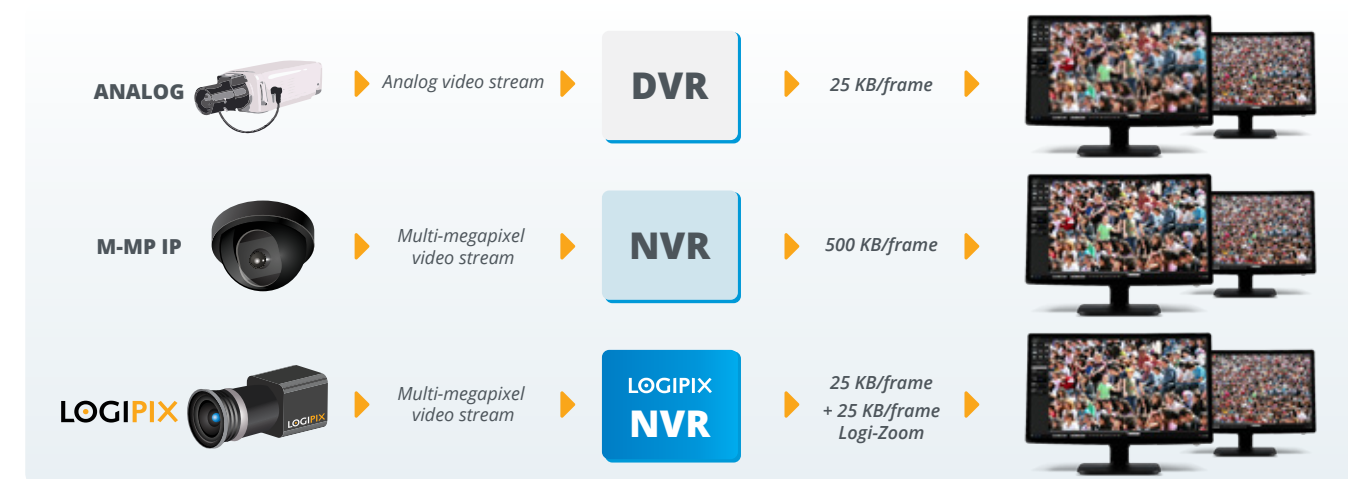 ANALOG
Analog video stream
DVR
25 KB/frame
M-MP IP
Multi-megapixel
video stream
NVR
500 KB/frame
LOGIPIX
LOGIPIX
Multi-megapixel
video stream
LOGIPIX
NVR
25 KB/frame
+ 25 KB/frame
Logi-Zoom